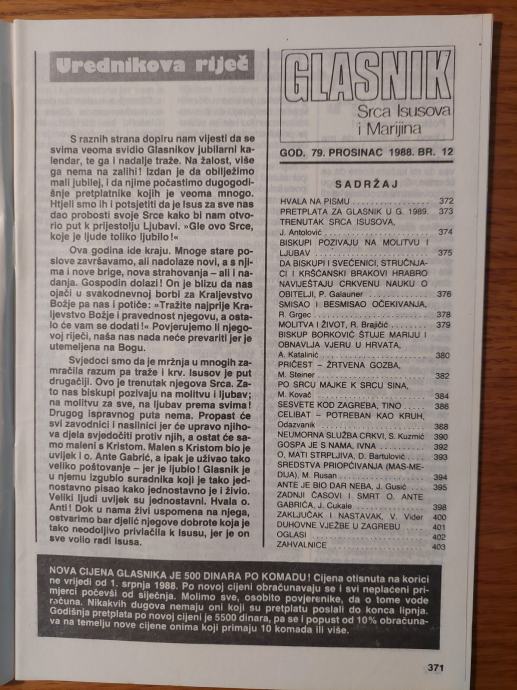 Urednikova riječ
S raznih strana dopiru nam vijesti da se
svima veoma svidio Glasnikov jubilarni ka-
lendar, te ga i nadalje traže. Na žalost, više
ga nema na zalihi! Izdan je da obilježimo
mali jubilej, i da njime počastimo dugogodi-
šnje pretplatnike kojih je veoma mnogo.
Htjeli smo ih i potsjetiti da je Isus za sve nas
dao probosti svoje Srce kako bi nam otvo-
rio put k prijestolju Ljubavi. »Gle ovo Srce,
koje je ljude toliko ljubilo!«
Ova godina ide kraju. Mnoge stare po-
slove završavamo, ali nadolaze novi, a s nji-
ma i nove brige, nova strahovanja – ali i na-
danja. Gospodin dolazi! On je blizu da nas
ojači u svakodnevnoj borbi za Kraljevstvo
Božje pa nas i potiče: »Tražite najprije Kra-
ljevstvo Božje i pravednost njegovu, a osta-
lo će vam se dodati!« Povjerujemo li njego-
voj riječi, naša nas nada neće prevariti jer je
utemeljena na Bogu.
Svjedoci smo da je mržnja u mnogih za-
mračila razum pa traže i krv. Isusov je put
drugačiji. Ovo je trenutak njegova Srca. Za-
to nas biskupi pozivaju na molitvu i ljubav;
na molitvu za sve, na ljubav prema svima!
Drugog ispravnog puta nema. Propast će
svi zavodnici i nasilnici jer će upravo njiho-
va djela svjedočiti protiv njih, a ostat će sa-
mo maleni s Kristom. Malen s Kristom bio je
uvijek i o. Ante Gabrić, a ipak je uživao tako
veliko poštovanje – jer je ljubio! Glasnik je
u njemu izgubio suradnika koji je tako jed-
nostavno pisao kako jednostavno je i živio.
Veliki ljudi uvijek su jednostavni. Hvala o.
Anti! Dok u nama živi uspomena na njega,
ostvarimo bar djelić njegove dobrote koja je
tako neodoljivo privlačila k Isusu, jer je on
sve volio radi Isusa.
GLASNIK
Srca Isusova
i Marijina
GOD. 79. PROSINAC 1988. BR. 12
SADRŽAJ
HVALA NA PISMU 372
PRETPLATA ZA GLASNIK U G. 1989. 373
TRENUTAK SRCA ISUSOVA,
J. Antolović 374
BISKUPI POZIVAJU NA MOLITVU I
LJUBAV 375
DA BISKUPI I SVEĆENICI, STRUČNJA-
CI I KRŠĆANSKI BRAKOVI HRABRO
NAVIJEŠTAJU CRKVENU NAUKU O
OBITELJI, P. Galauner 376
SMISAO I BESMISAO OČEKIVANJA,
R. Grgec 378
MOLITVA I ŽIVOT, R. Brajičić 379
BISKUP BORKOVIĆ ŠTUJE MARIJU I
OBNAVLJA VJERU U HRVATA,
A. Katalinić 380
PRIČEST – ŽRTVENA GOZBA,
M. Steiner 382
PO SRCU MAJKE K SRCU SINA,
M. Kovač 384
SESVETE KOD ZAGREBA, TINO 386
CELIBAT – POTREBAN KAO KRUH,
Odazvanik 388
NEUMORNA SLUŽBA CRKVI, S. Kuzmić 390
GOSPA JE S NAMA, IVNA 392
O, MATI STRPLJIVA, D. Bartulović 393
SREDSTVA PRIOPĆIVANJA (MAS-ME-
DIJA), M. Rusan 394
ANTE JE BIO DAR NEBA, J. Gusić 395
ZADNJI ČASOVI I SMRT O. ANTE
GABRIĆA, J. Cukale 398
ZAKLJUČAK I NASTAVAK, V. Vider 400
DUHOVNE VJEŽBE U ZAGREBU 401
OGLASI 402
ZAHVALNICE 403
NOVA CIJENA GLASNIKA JE 500 DINARA PO KOMADU! Cijena otisnuta na korici
ne vrijedi od 1. srpnja 1988. Po novoj cijeni obračunavaju se i svi neplaćeni pri-
mjerci počevši od siječnja. Molimo sve, osobito povjerenike, da o tome vode
računa. Nikakvih dugova nemaju oni koji su pretplatu poslali do konca lipnja.
Godišnja pretplata po novoj cijeni je 5500 dinara, pa se i popust od 10% obračuna-
va na temelju nove cijene onima koji primaju 10 komada ili više.
371